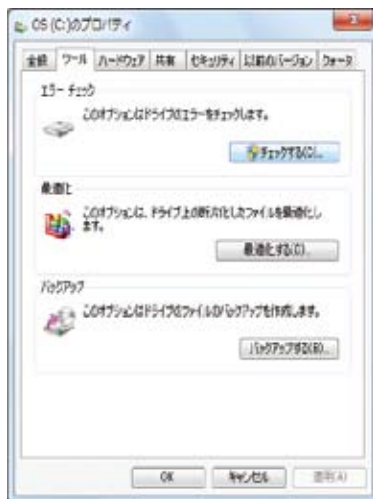 OS (C:)のプロパティ
全般 ツール ハードウェア 共有 セキュリティ 以前のバージョン クォータ
エラー チェック
このオプションはドライブのエラーをチェックします。
チェックする(C)...
最適化
このオプションは、ドライブ上の断片化したファイルを最適化し
ます。
最適化する(D)...
バックアップ
このオプションはドライブのファイルのバックアップを作成します。
バックアップする(B)...
OK キャンセル 適用(A)